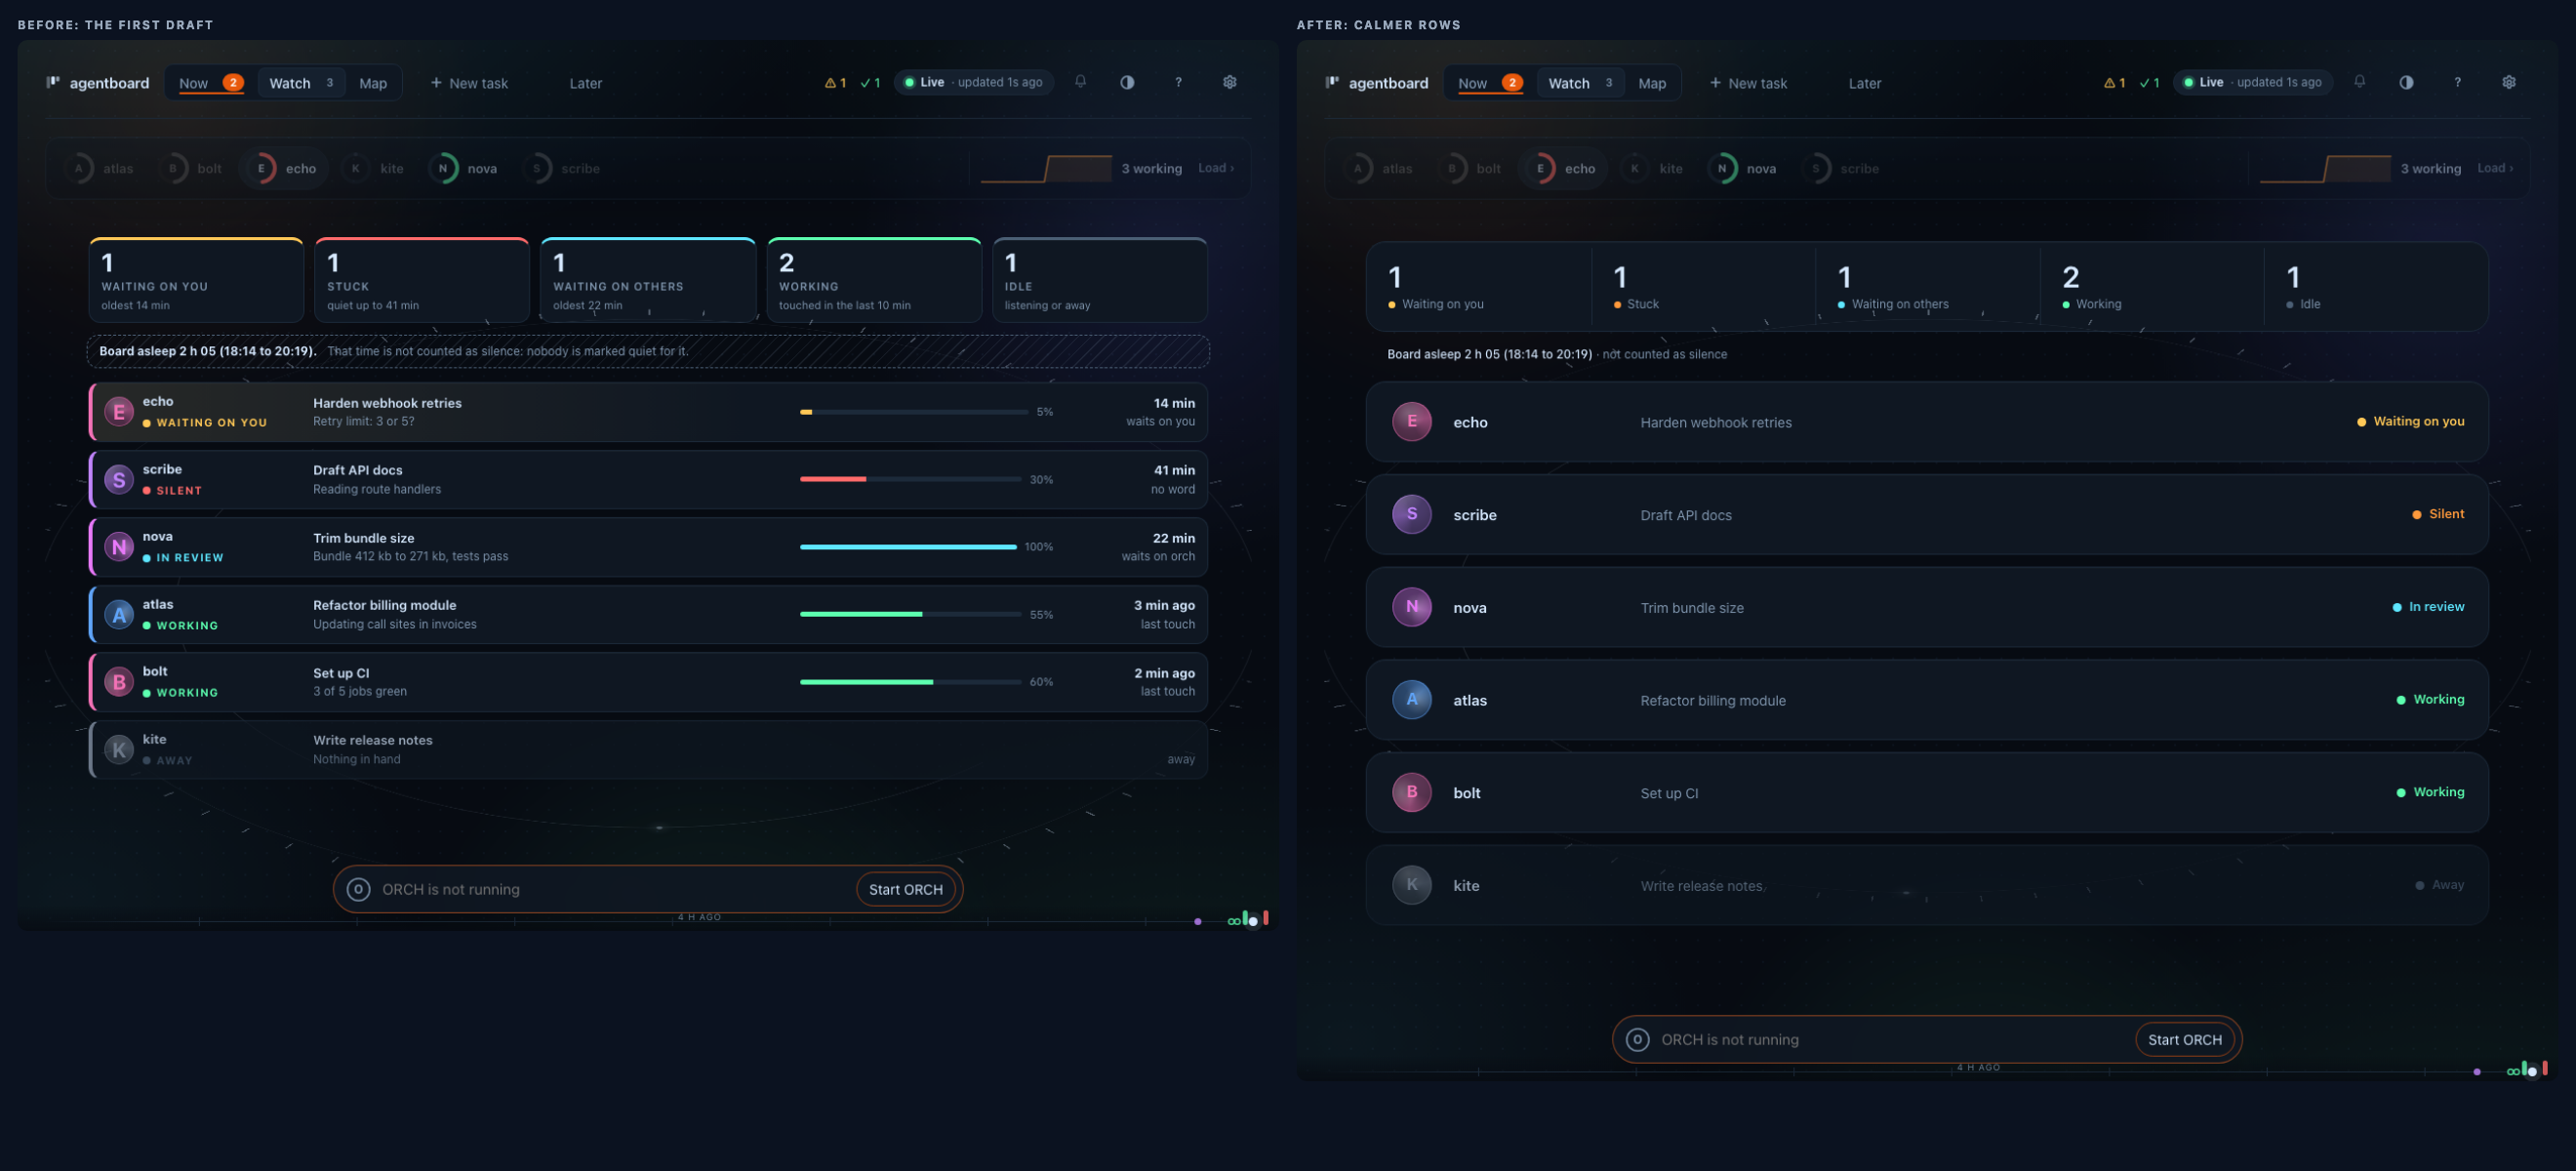 BEFORE: THE FIRST DRAFT
agentboard Now 2 Watch 3 Map + New task Later 1 1 Live · updated 1s ago ?
A atlas B bolt E echo K kite N nova S scribe 3 working Load ›
1 1 1 2 1
WAITING ON YOU STUCK WAITING ON OTHERS WORKING IDLE
oldest 14 min quiet up to 41 min oldest 22 min touched in the last 10 min listening or away
Board asleep 2 h 05 (18:14 to 20:19). That time is not counted as silence: nobody is marked quiet for it.
E echo Harden webhook retries 5% 14 min
WAITING ON YOU Retry limit: 3 or 5? waits on you
S scribe Draft API docs 30% 41 min
SILENT Reading route handlers no word
N nova Trim bundle size 100% 22 min
IN REVIEW Bundle 412 kb to 271 kb, tests pass waits on orch
A atlas Refactor billing module 55% 3 min ago
WORKING Updating call sites in invoices last touch
B bolt Set up CI 60% 2 min ago
WORKING 3 of 5 jobs green last touch
K kite Write release notes
AWAY Nothing in hand away
O ORCH is not running Start ORCH
4 H AGO
AFTER: CALMER ROWS
agentboard Now 2 Watch 3 Map + New task Later 1 1 Live · updated 1s ago ?
A atlas B bolt E echo K kite N nova S scribe 3 working Load ›
1 1 1 2 1
Waiting on you Stuck Waiting on others Working Idle
Board asleep 2 h 05 (18:14 to 20:19) · not counted as silence
E echo Harden webhook retries Waiting on you
S scribe Draft API docs Silent
N nova Trim bundle size In review
A atlas Refactor billing module Working
B bolt Set up CI Working
K kite Write release notes Away
O ORCH is not running Start ORCH
4 H AGO